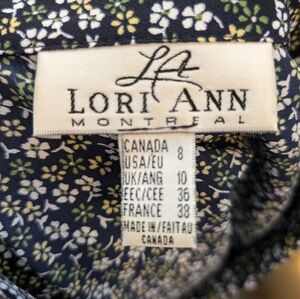 LA
LORI ANN
MONTREAL
CANADA 8
USA/EU
UK/ANG 10
EEC/CEE 36
FRANCE 38
MADE IN/FAIT AU
CANADA